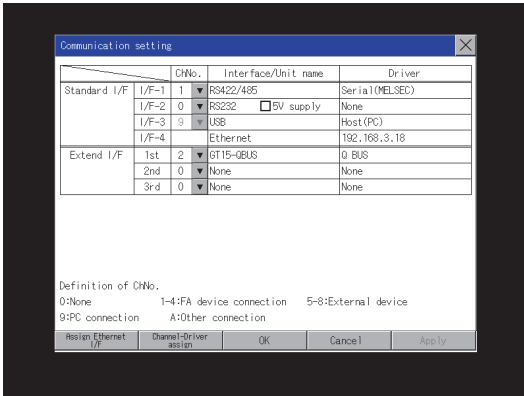 Communication setting
ChNo. Interface/Unit name Driver
Standard I/F I/F-1 1 ▼ RS422/485 Serial(MELSEC)
I/F-2 0 ▼ RS232 □5V supply None
I/F-3 9 ▼ USB Host(PC)
I/F-4 Ethernet 192.168.3.18
Extend I/F 1st 2 ▼ GT15-QBUS Q BUS
2nd 0 ▼ None None
3rd 0 ▼ None None
Definition of ChNo.
0:None 1-4:FA device connection 5-8:External device
9:PC connection A:Other connection
Assign Ethernet I/F Channel-Driver assign OK Cancel Apply